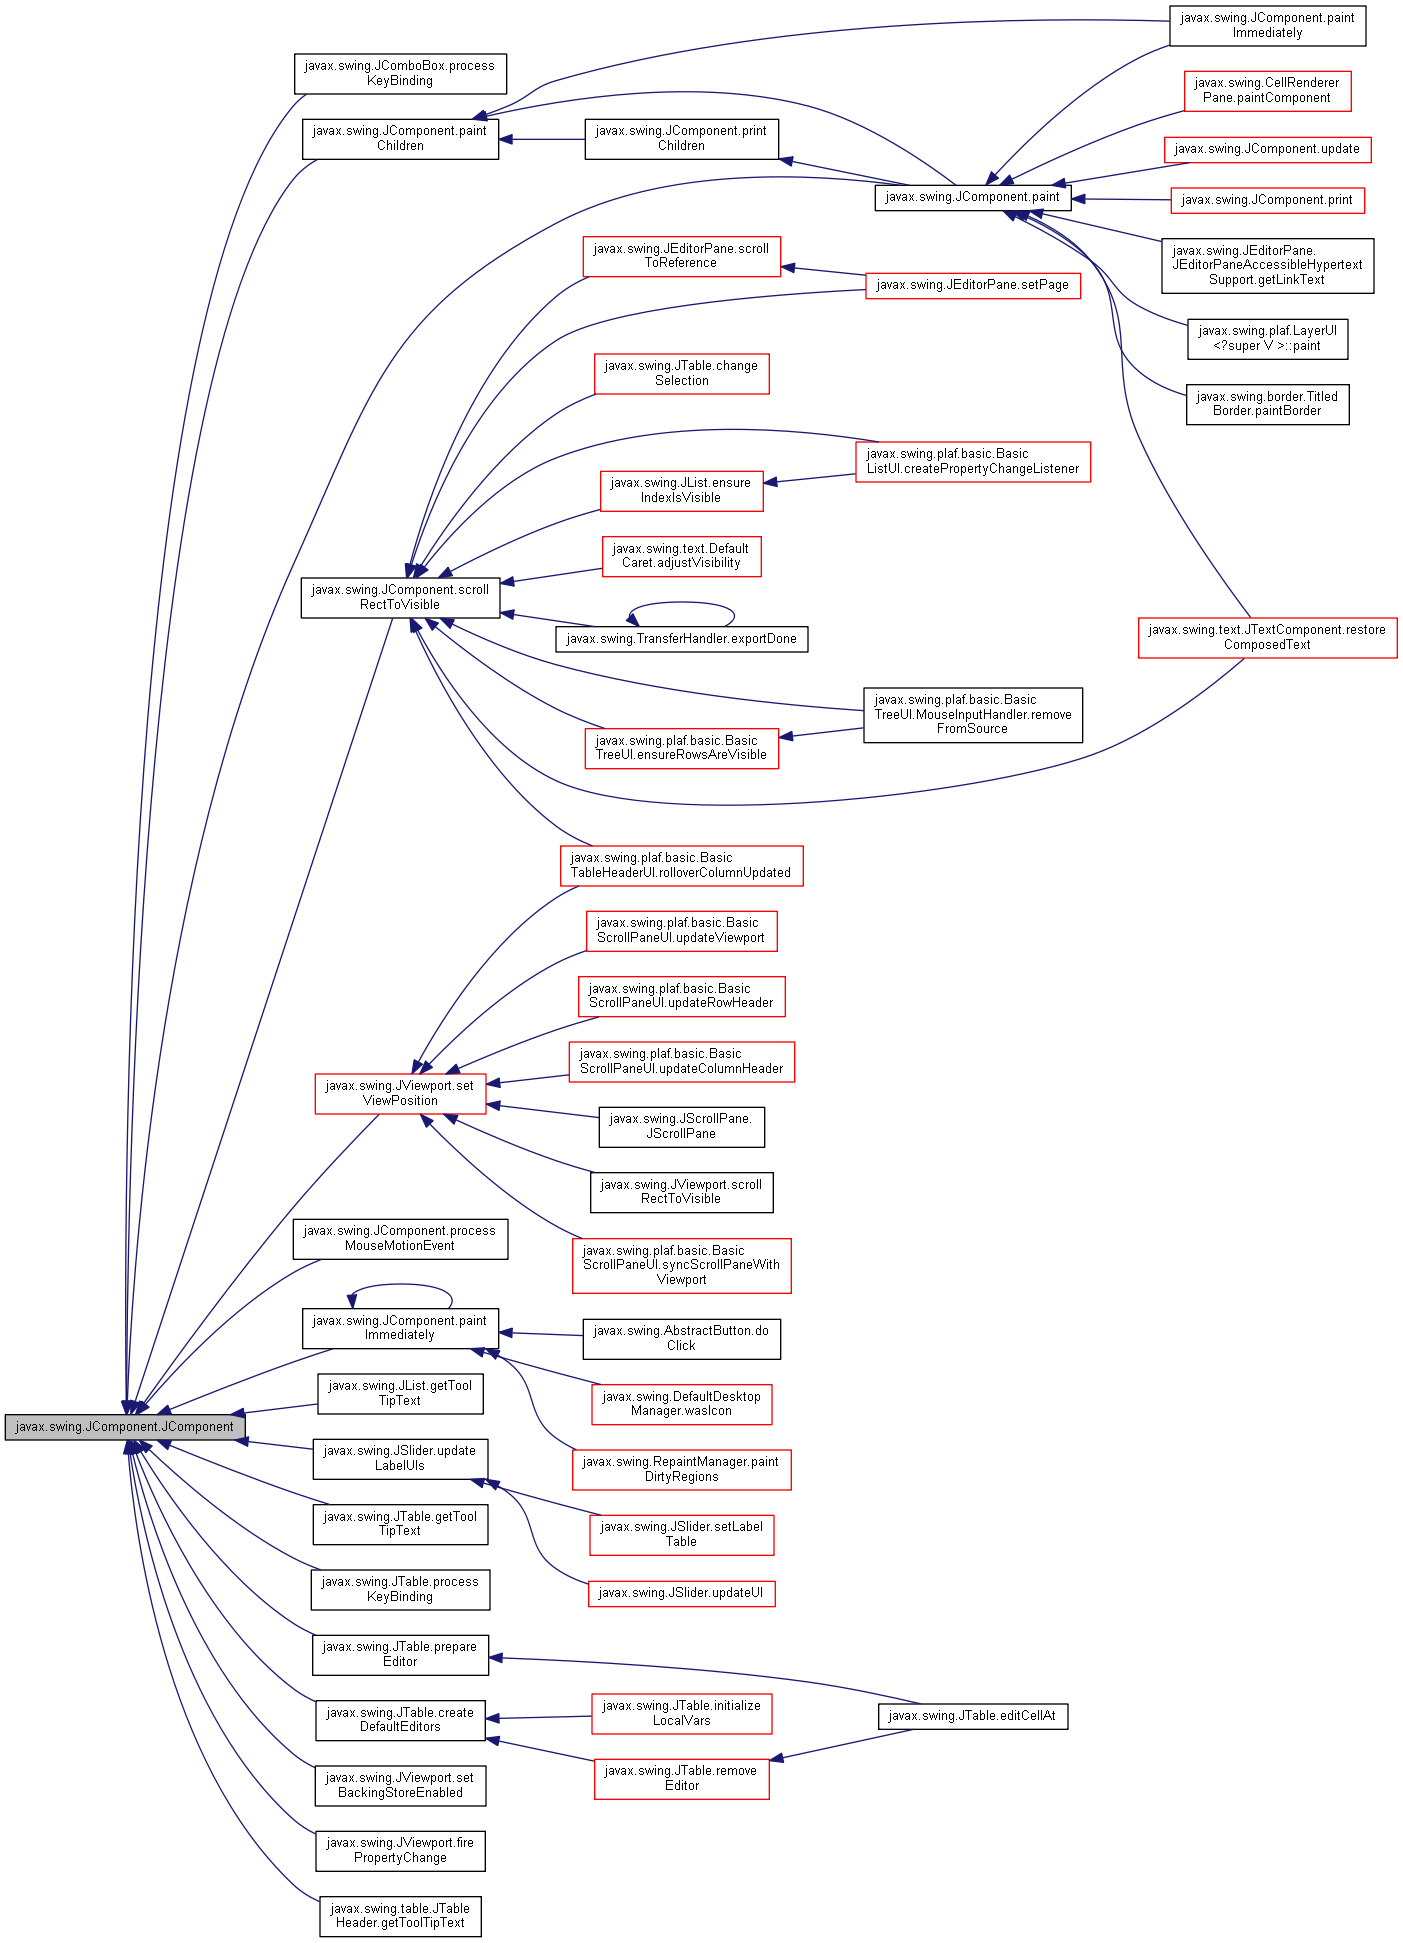 javax.swing.JComponent.paint
Immediately
javax.swing.JComboBox.process
KeyBinding
javax.swing.CellRenderer
Pane.paintComponent
javax.swing.JComponent.paint
Children
javax.swing.JComponent.print
Children
javax.swing.JComponent.update
javax.swing.JComponent.paint
javax.swing.JComponent.print
javax.swing.JEditorPane.scroll
ToReference
javax.swing.JEditorPane.
JEditorPaneAccessibleHypertext
Support.getLinkText
javax.swing.JEditorPane.setPage
javax.swing.plaf.LayerUI
<?super V >::paint
javax.swing.JTable.change
Selection
javax.swing.border.Titled
Border.paintBorder
javax.swing.plaf.basic.Basic
ListUI.createPropertyChangeListener
javax.swing.JList.ensure
IndexIsVisible
javax.swing.text.Default
Caret.adjustVisibility
javax.swing.JComponent.scroll
RectToVisible
javax.swing.TransferHandler.exportDone
javax.swing.text.JTextComponent.restore
ComposedText
javax.swing.plaf.basic.Basic
TreeUI.MouseInputHandler.remove
FromSource
javax.swing.plaf.basic.Basic
TreeUI.ensureRowsAreVisible
javax.swing.plaf.basic.Basic
TableHeaderUI.rolloverColumnUpdated
javax.swing.plaf.basic.Basic
ScrollPaneUI.updateViewport
javax.swing.plaf.basic.Basic
ScrollPaneUI.updateRowHeader
javax.swing.plaf.basic.Basic
ScrollPaneUI.updateColumnHeader
javax.swing.JViewport.set
ViewPosition
javax.swing.JScrollPane.
JScrollPane
javax.swing.JViewport.scroll
RectToVisible
javax.swing.JComponent.process
MouseMotionEvent
javax.swing.plaf.basic.Basic
ScrollPaneUI.syncScrollPaneWith
Viewport
javax.swing.JComponent.paint
Immediately
javax.swing.AbstractButton.do
Click
javax.swing.JList.getTool
TipText
javax.swing.DefaultDesktop
Manager.wasIcon
javax.swing.JComponent.JComponent
javax.swing.JSlider.update
LabelUIs
javax.swing.RepaintManager.paint
DirtyRegions
javax.swing.JTable.getTool
TipText
javax.swing.JSlider.setLabel
Table
javax.swing.JTable.process
KeyBinding
javax.swing.JSlider.updateUI
javax.swing.JTable.prepare
Editor
javax.swing.JTable.create
DefaultEditors
javax.swing.JTable.initialize
LocalVars
javax.swing.JTable.editCellAt
javax.swing.JTable.remove
Editor
javax.swing.JViewport.set
BackingStoreEnabled
javax.swing.JViewport.fire
PropertyChange
javax.swing.table.JTable
Header.getToolTipText